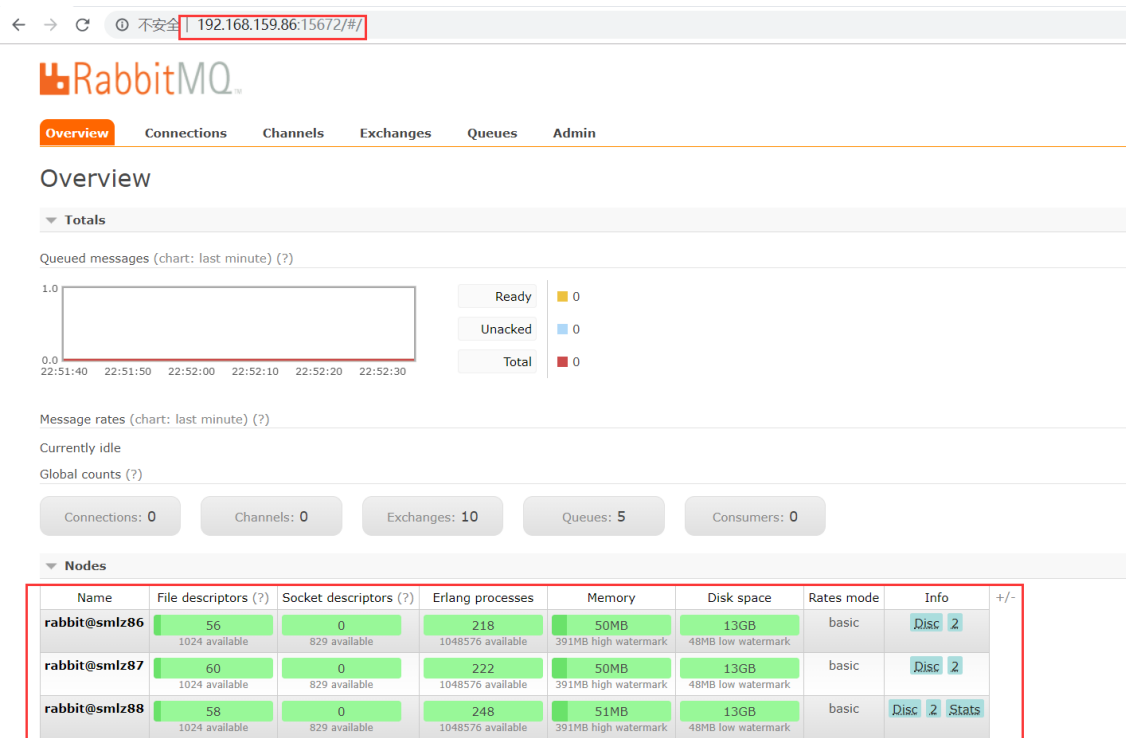 不安全 | 192.168.159.86:15672/#/
RabbitMQ
Overview Connections Channels Exchanges Queues Admin
Overview
Totals
Queued messages (chart: last minute) (?)
1.0
0.0
22:51:40 22:51:50 22:52:00 22:52:10 22:52:20 22:52:30
Ready 0
Unacked 0
Total 0
Message rates (chart: last minute) (?)
Currently idle
Global counts (?)
Connections: 0 Channels: 0 Exchanges: 10 Queues: 5 Consumers: 0
Nodes
Name File descriptors (?) Socket descriptors (?) Erlang processes Memory Disk space Rates mode Info +/-
rabbit@smlz86 56 0 218 50MB 13GB basic Disc 2
1024 available 829 available 1048576 available 391MB high watermark 48MB low watermark
rabbit@smlz87 60 0 222 50MB 13GB basic Disc 2
1024 available 829 available 1048576 available 391MB high watermark 48MB low watermark
rabbit@smlz88 58 0 248 51MB 13GB basic Disc 2 Stats
1024 available 829 available 1048576 available 391MB high watermark 48MB low watermark